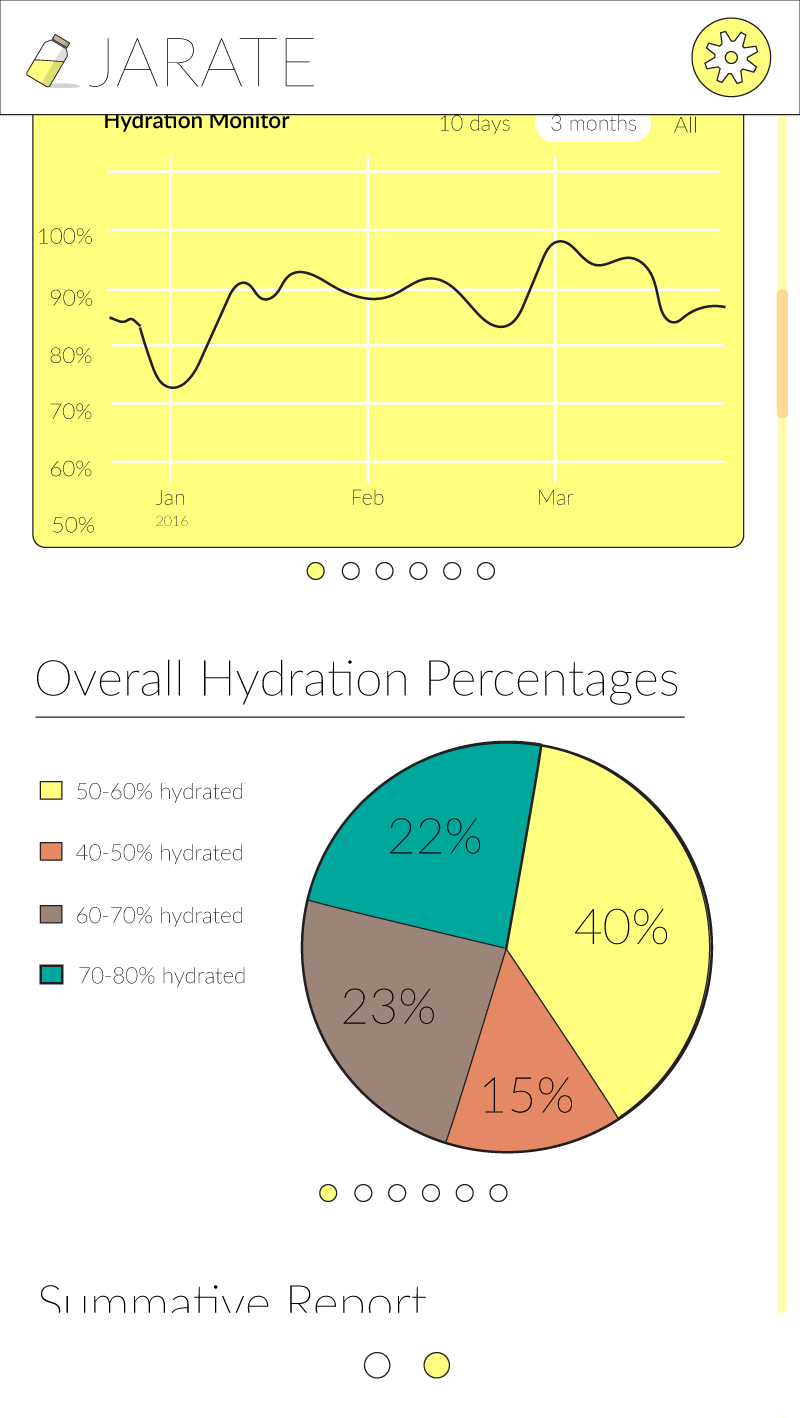 JARATE
Hydration Monitor
10 days
3 months
All
100%
90%
80%
70%
60%
50%
Jan
2016
Feb
Mar
Overall Hydration Percentages
50-60% hydrated
40-50% hydrated
60-70% hydrated
70-80% hydrated
22%
40%
23%
15%
Summative Report